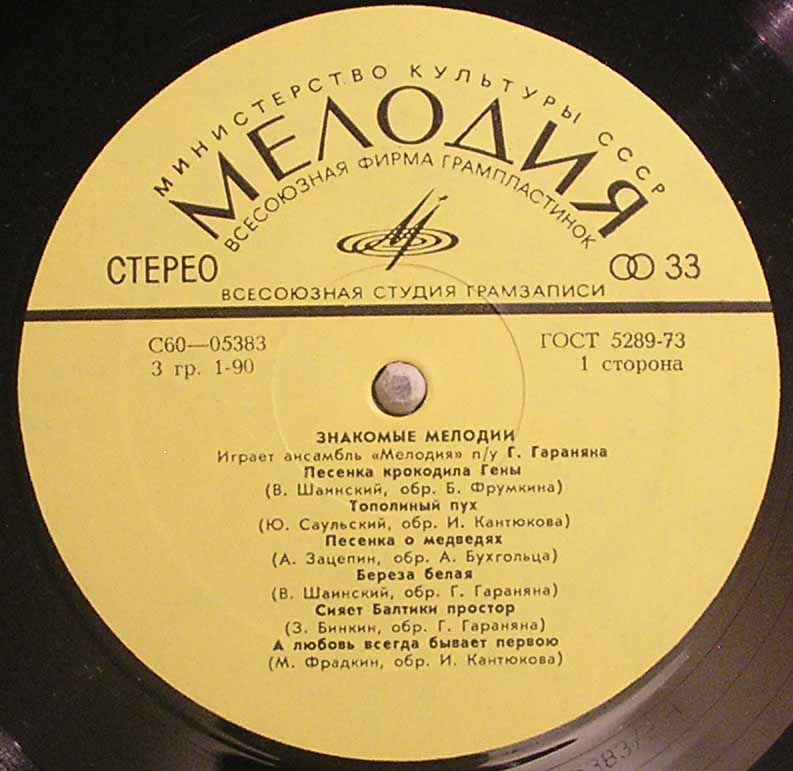 МИНИСТЕРСТВО КУЛЬТУРЫ СССР
МЕЛОДИЯ
ВСЕСОЮЗНАЯ ФИРМА ГРАМПЛАСТИНОК
СТЕРЕО
33
ВСЕСОЮЗНАЯ СТУДИЯ ГРАМЗАПИСИ
С60—05383
ГОСТ 5289-73
3 гр. 1-90
1 сторона
ЗНАКОМЫЕ МЕЛОДИИ
Играет ансамбль «Мелодия» п/у Г. Гараняна
Песенка крокодила Гены
(В. Шаинский, обр. Б. Фрумкина)
Тополиный пух
(Ю. Саульский, обр. И. Кантюкова)
Песенка о медведях
(А. Зацепин, обр. А. Бухгольца)
Береза белая
(В. Шаинский, обр. Г. Гараняна)
Сияет Балтики простор
(З. Бинкин, обр. Г. Гараняна)
А любовь всегда бывает первою
(М. Фрадкин, обр. И. Кантюкова)